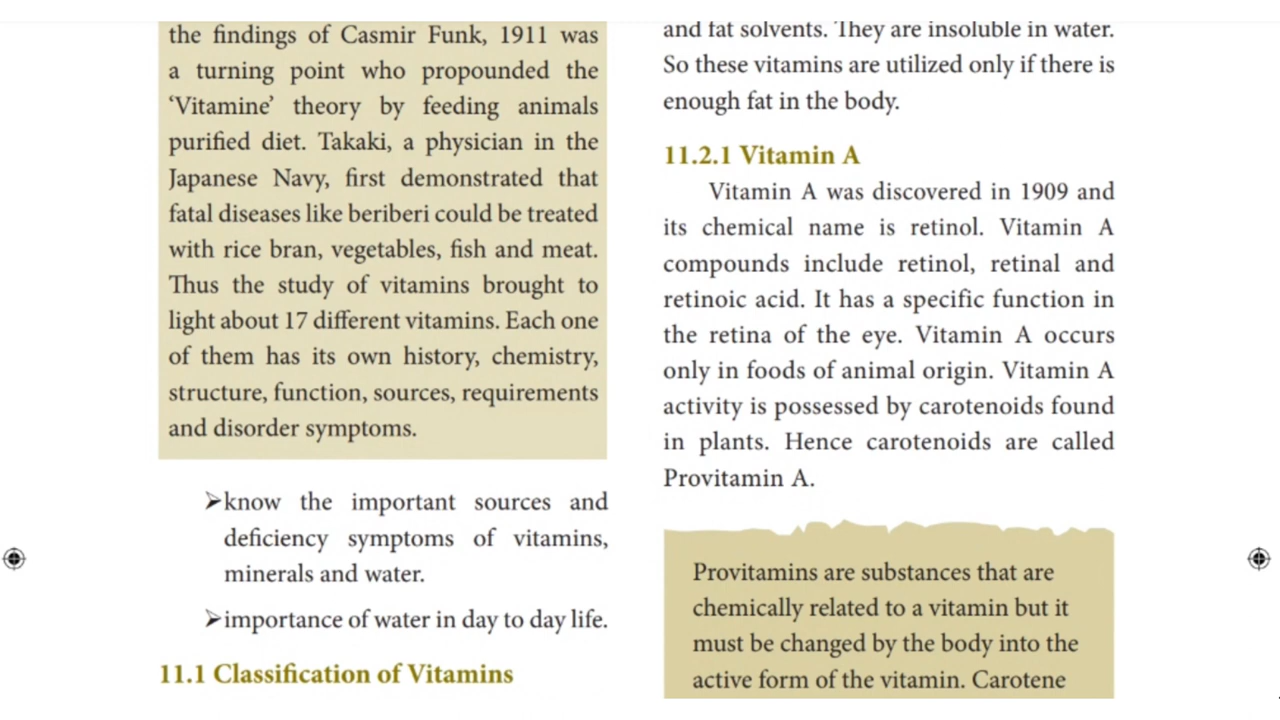 the findings of Casmir Funk, 1911 was
a turning point who propounded the
‘Vitamine’ theory by feeding animals
purified diet. Takaki, a physician in the
Japanese Navy, first demonstrated that
fatal diseases like beriberi could be treated
with rice bran, vegetables, fish and meat.
Thus the study of vitamins brought to
light about 17 different vitamins. Each one
of them has its own history, chemistry,
structure, function, sources, requirements
and disorder symptoms.
➢know the important sources and
deficiency symptoms of vitamins,
minerals and water.
➢importance of water in day to day life.
11.1 Classification of Vitamins
and fat solvents. They are insoluble in water.
So these vitamins are utilized only if there is
enough fat in the body.
11.2.1 Vitamin A
Vitamin A was discovered in 1909 and
its chemical name is retinol. Vitamin A
compounds include retinol, retinal and
retinoic acid. It has a specific function in
the retina of the eye. Vitamin A occurs
only in foods of animal origin. Vitamin A
activity is possessed by carotenoids found
in plants. Hence carotenoids are called
Provitamin A.
Provitamins are substances that are
chemically related to a vitamin but it
must be changed by the body into the
active form of the vitamin. Carotene